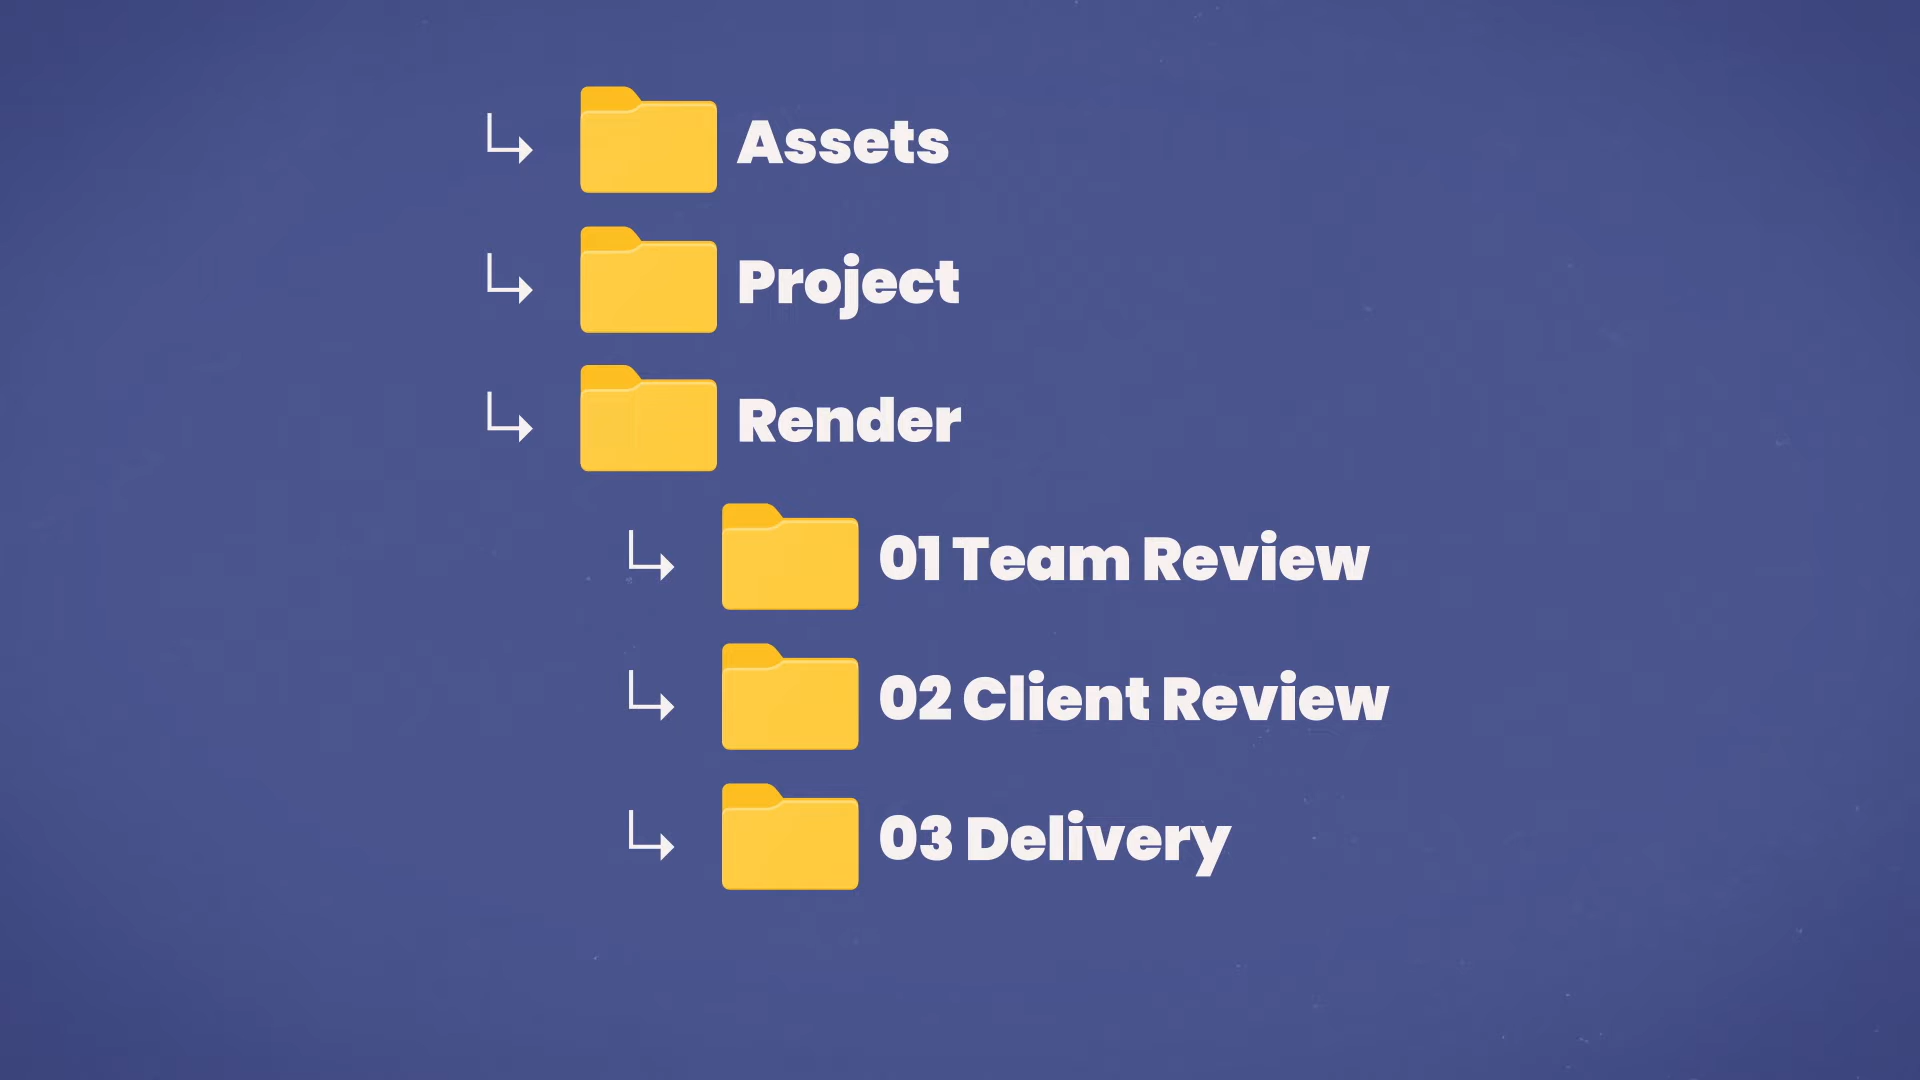 Assets
Project
Render
01 Team Review
02 Client Review
03 Delivery